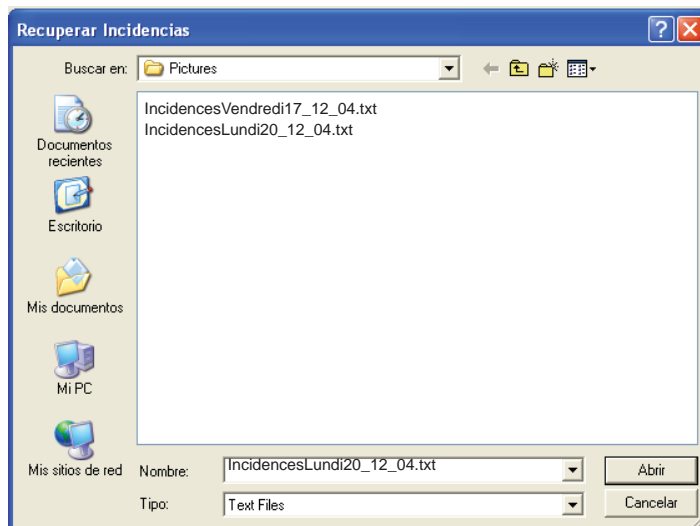 Recuperar Incidencias
Buscar en: Pictures
IncidencesVendredi17_12_04.txt
IncidencesLundi20_12_04.txt
Documentos
recientes
Escritorio
Mis documentos
Mi PC
Mis sitios de red
Nombre: IncidencesLundi20_12_04.txt Abrir
Tipo: Text Files Cancelar